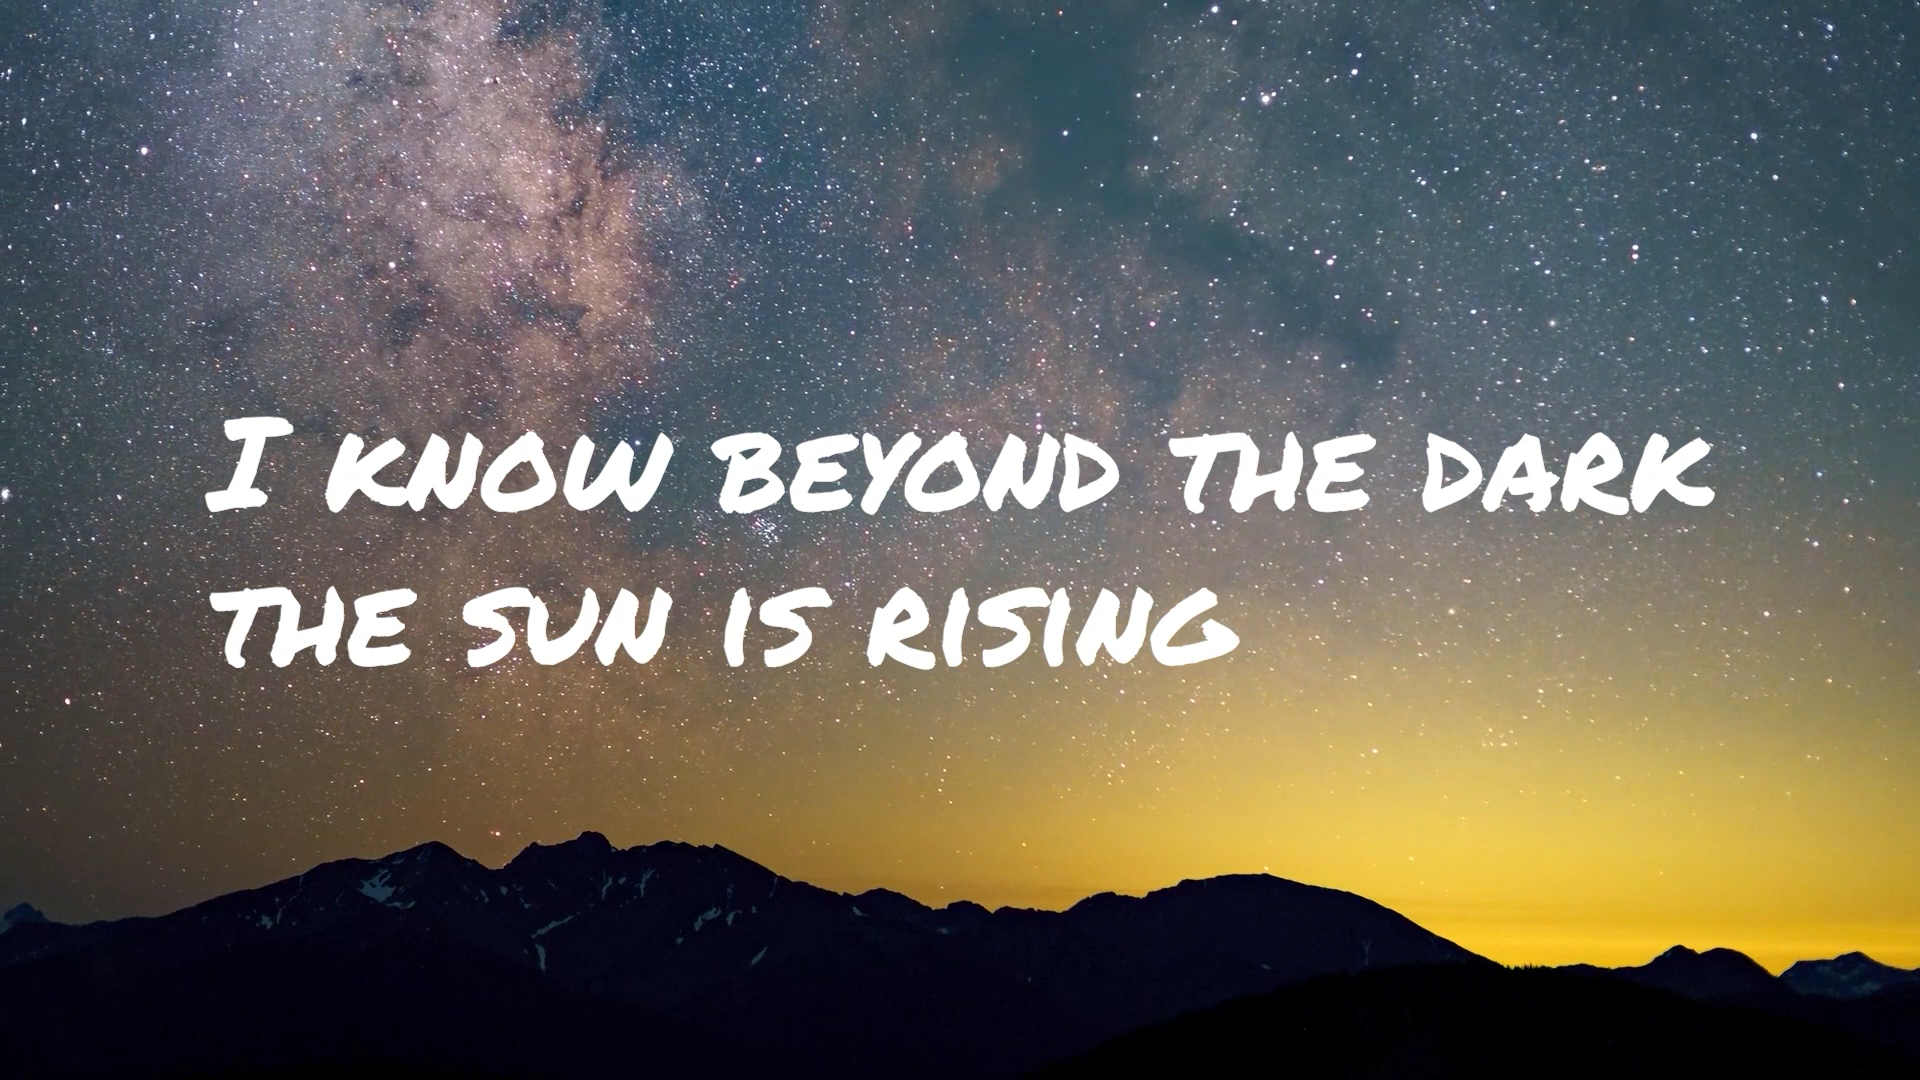 I know beyond the dark
the sun is rising